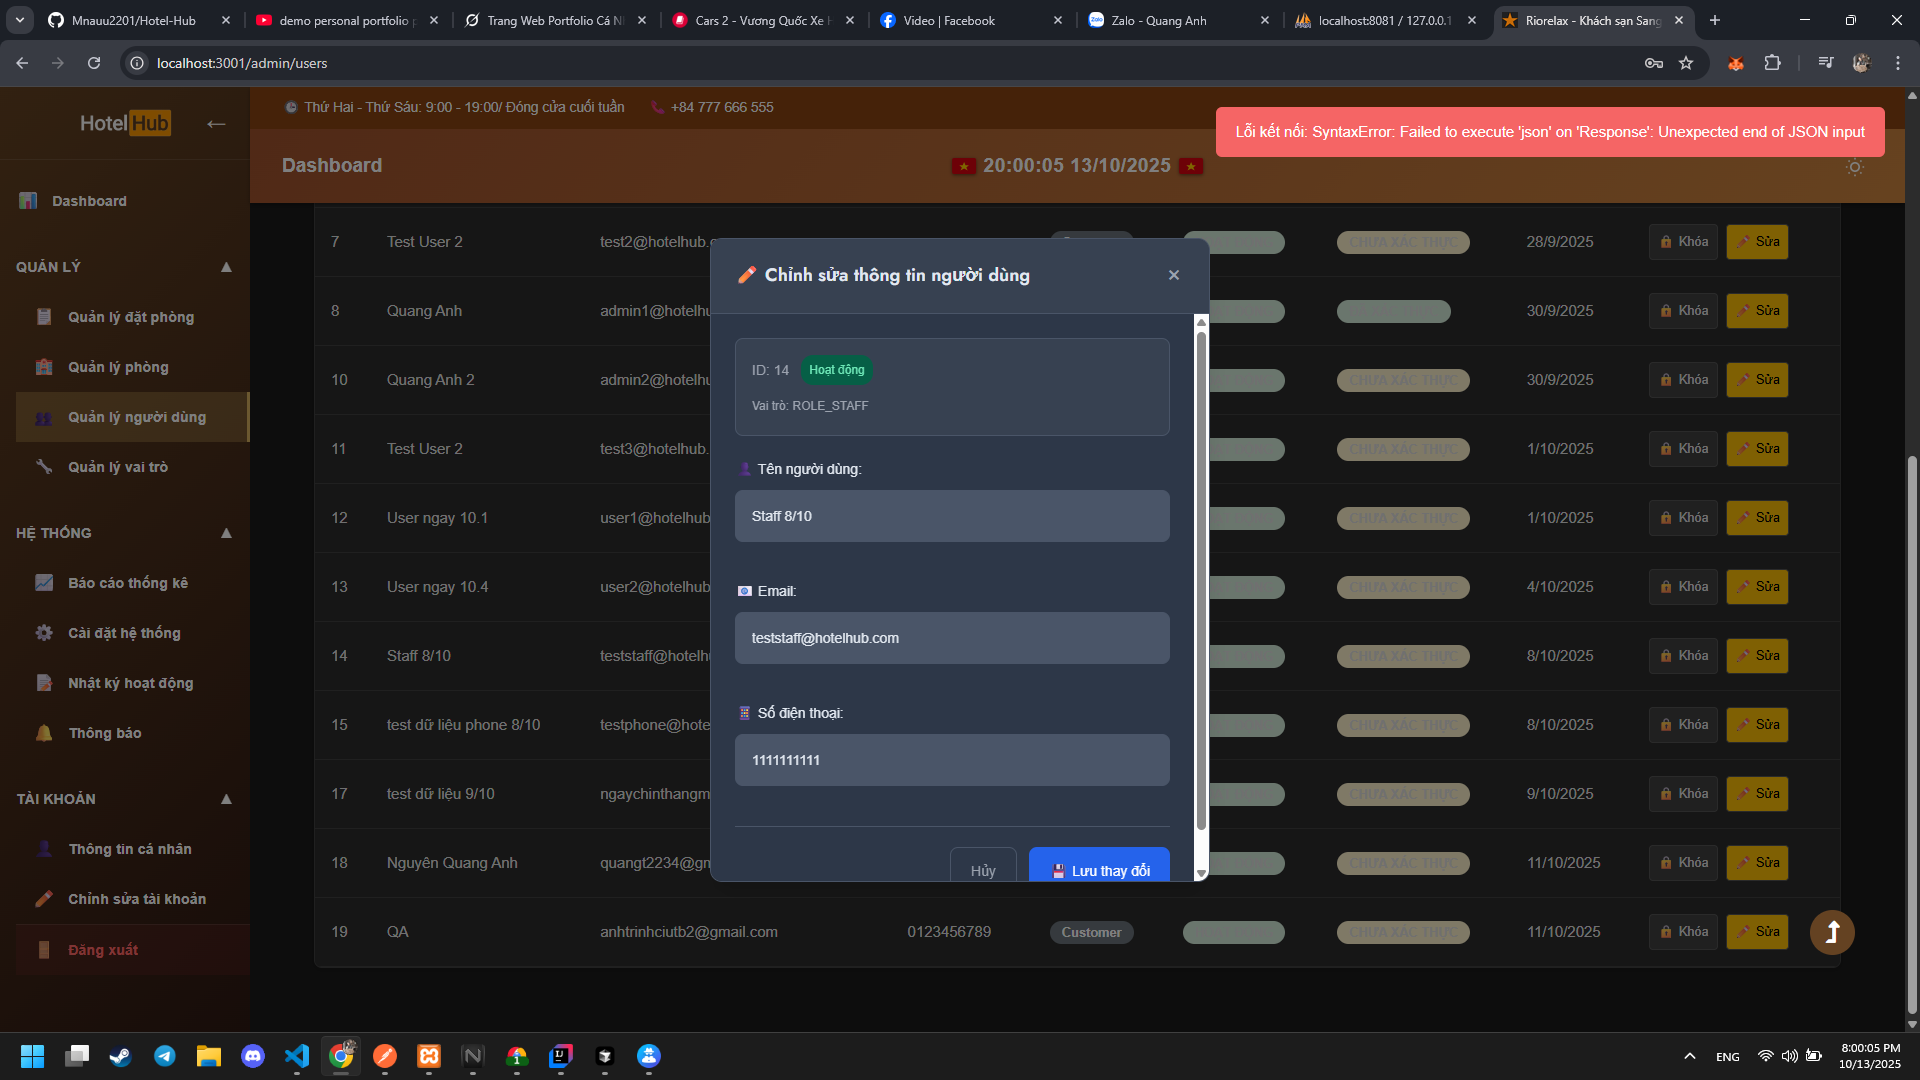 Mnauu2201/Hotel-Hub
demo personal portfolio
Trang Web Portfolio Cá N
Cars 2 - Vương Quốc Xe H
Video | Facebook
Zalo - Quang Anh
localhost:8081 / 127.0.0.1
Riorelax - Khách sạn Sang
localhost:3001/admin/users
HotelHub
Thứ Hai - Thứ Sáu: 9:00 - 19:00/ Đóng cửa cuối tuần
+84 777 666 555
Lỗi kết nối: SyntaxError: Failed to execute 'json' on 'Response': Unexpected end of JSON input
Dashboard
20:00:05 13/10/2025
Dashboard
QUẢN LÝ
Quản lý đặt phòng
Quản lý phòng
Quản lý người dùng
Quản lý vai trò
HỆ THỐNG
Báo cáo thống kê
Cài đặt hệ thống
Nhật ký hoạt động
Thông báo
TÀI KHOẢN
Thông tin cá nhân
Chỉnh sửa tài khoản
Đăng xuất
7 Test User 2 test2@hotelhub. CHƯA XÁC THỰC 28/9/2025 Khóa Sửa
8 Quang Anh admin1@hotelhu 30/9/2025 Khóa Sửa
10 Quang Anh 2 admin2@hotelhu CHƯA XÁC THỰC 30/9/2025 Khóa Sửa
11 Test User 2 test3@hotelhub. CHƯA XÁC THỰC 1/10/2025 Khóa Sửa
12 User ngay 10.1 user1@hotelhub CHƯA XÁC THỰC 1/10/2025 Khóa Sửa
13 User ngay 10.4 user2@hotelhub CHƯA XÁC THỰC 4/10/2025 Khóa Sửa
14 Staff 8/10 teststaff@hotelh CHƯA XÁC THỰC 8/10/2025 Khóa Sửa
15 test dữ liệu phone 8/10 testphone@hote CHƯA XÁC THỰC 8/10/2025 Khóa Sửa
17 test dữ liệu 9/10 ngaychinthangm CHƯA XÁC THỰC 9/10/2025 Khóa Sửa
18 Nguyên Quang Anh quangt2234@gm CHƯA XÁC THỰC 11/10/2025 Khóa Sửa
19 QA anhtrinhciutb2@gmail.com 0123456789 Customer CHƯA XÁC THỰC 11/10/2025 Khóa Sửa
Chỉnh sửa thông tin người dùng
ID: 14 Hoạt động
Vai trò: ROLE_STAFF
Tên người dùng:
Staff 8/10
Email:
teststaff@hotelhub.com
Số điện thoại:
1111111111
Hủy
Lưu thay đổi
ENG
8:00:05 PM
10/13/2025